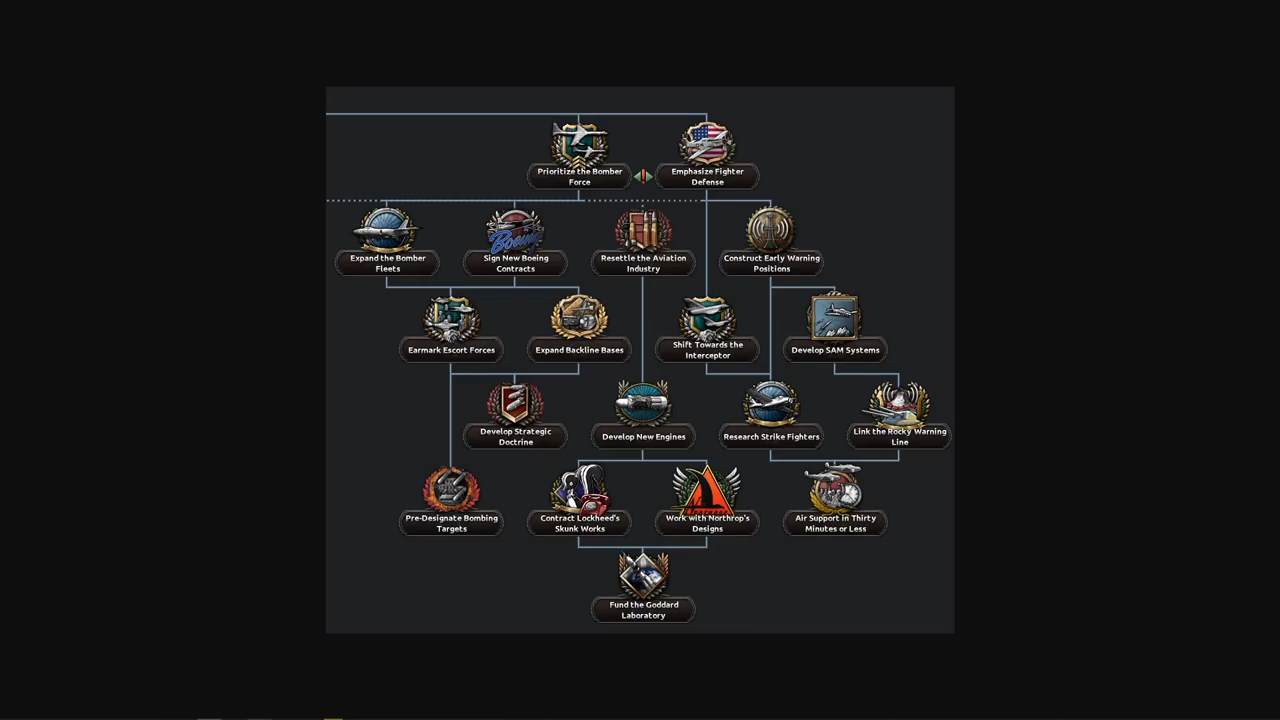 Prioritize the Bomber
Force
Emphasize Fighter
Defense
Boeing
Expand the Bomber
Fleets
Sign New Boeing
Contracts
Resettle the Aviation
Industry
Construct Early Warning
Positions
Earmark Escort Forces
Expand Backline Bases
Shift Towards the
Interceptor
Develop SAM Systems
Develop Strategic
Doctrine
Develop New Engines
Research Strike Fighters
Link the Rocky Warning
Line
Pre-Designate Bombing
Targets
Contract Lockheed's
Skunk Works
Work with Northrop's
Designs
Air Support in Thirty
Minutes or Less
Fund the Goddard
Laboratory